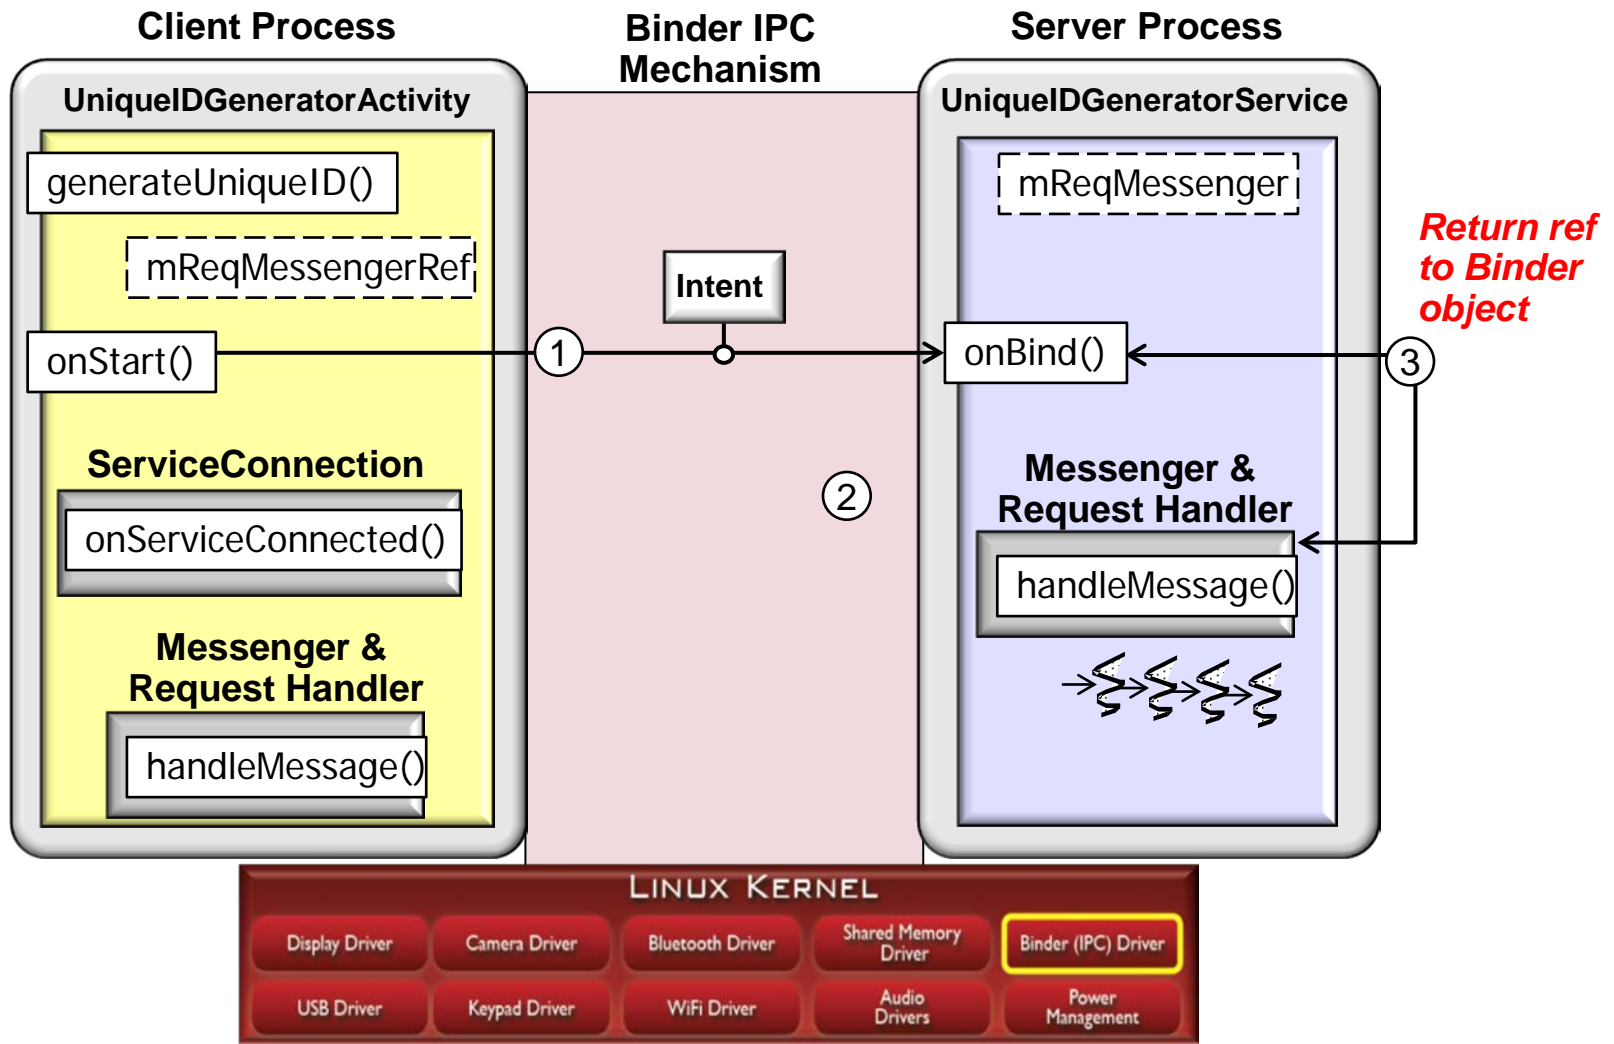 Client Process
Binder IPC
Mechanism
Server Process
UniqueIDGeneratorActivity
generateUniqueID()
mReqMessengerRef
onStart()
ServiceConnection
onServiceConnected()
Messenger &
Request Handler
handleMessage()
1
Intent
2
UniqueIDGeneratorService
mReqMessenger
onBind()
Messenger &
Request Handler
handleMessage()
Return ref
to Binder
object
3
LINUX KERNEL
Display Driver
Camera Driver
Bluetooth Driver
Shared Memory
Driver
Binder (IPC) Driver
USB Driver
Keypad Driver
WiFi Driver
Audio
Drivers
Power
Management